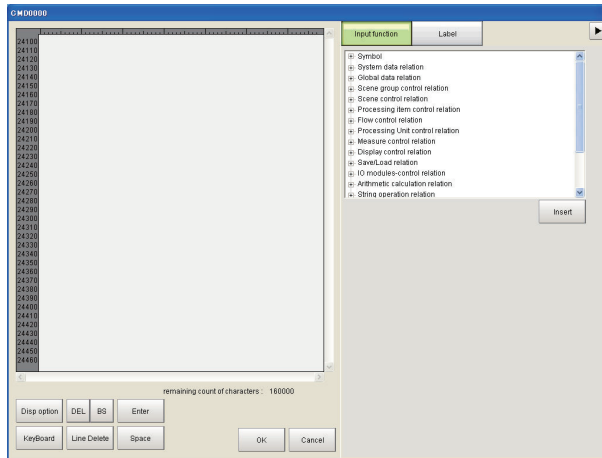 CMD0000
Input function
Label
24100
24110
24120
24130
24140
24150
24160
24170
24180
24190
24200
24210
24220
24230
24240
24250
24260
24270
24280
24290
24300
24310
24320
24330
24340
24350
24360
24370
24380
24390
24400
24410
24420
24430
24440
24450
24460
Symbol
System data relation
Global data relation
Scene group control relation
Scene control relation
Processing item control relation
Flow control relation
Processing Unit control relation
Measure control relation
Display control relation
Save/Load relation
IO modules-control relation
Arithmetic calculation relation
String operation relation
Insert
remaining count of characters : 160000
Disp option
DEL
BS
Enter
KeyBoard
Line Delete
Space
OK
Cancel